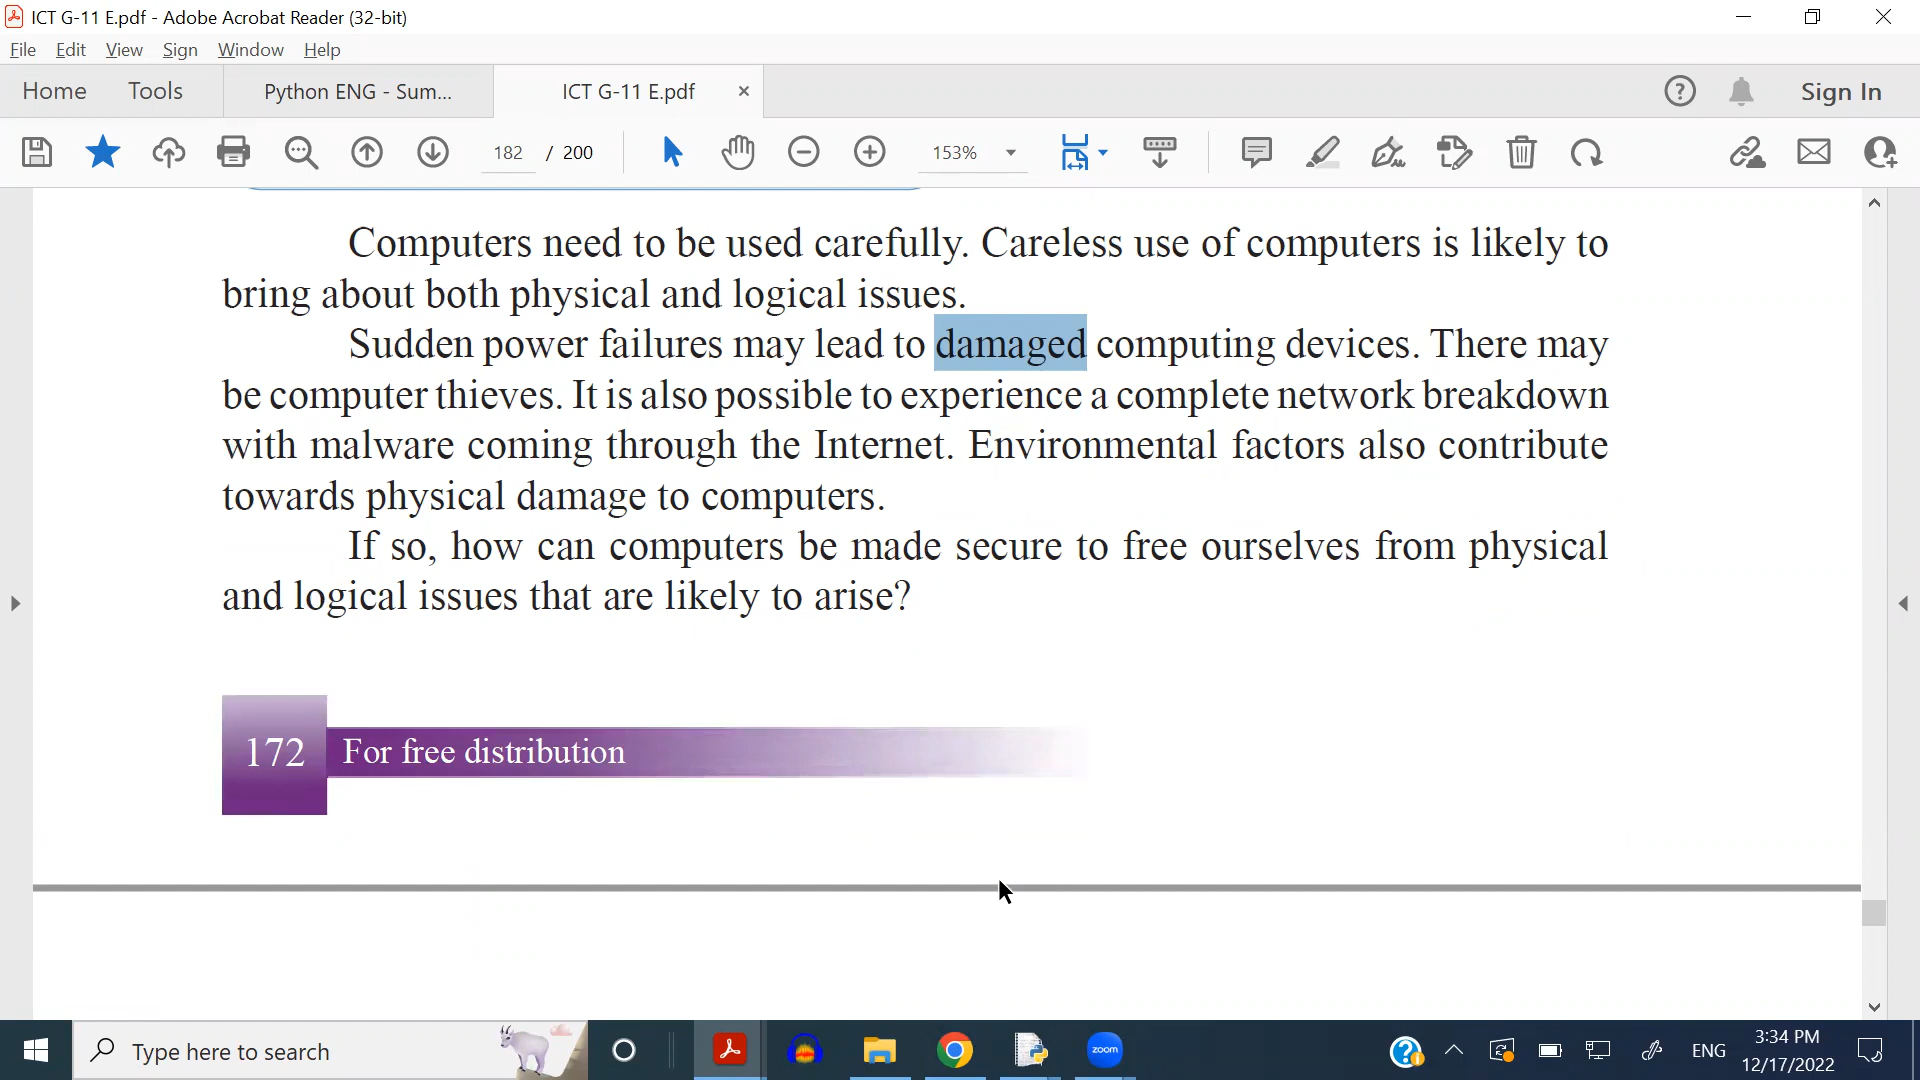 ICT G-11 E.pdf - Adobe Acrobat Reader (32-bit)
File Edit View Sign Window Help
Home Tools Python ENG - Sum... ICT G-11 E.pdf × Sign In
182 / 200 153%
Computers need to be used carefully. Careless use of computers is likely to
bring about both physical and logical issues.
Sudden power failures may lead to damaged computing devices. There may
be computer thieves. It is also possible to experience a complete network breakdown
with malware coming through the Internet. Environmental factors also contribute
towards physical damage to computers.
If so, how can computers be made secure to free ourselves from physical
and logical issues that are likely to arise?
172 For free distribution
Type here to search
zoom
ENG
3:34 PM
12/17/2022